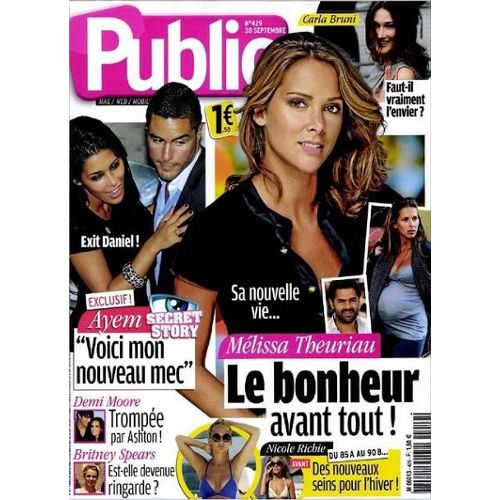 Public
N°429
30 SEPTEMBRE
MAG / WEB / MOBILE
1€
.50
Carla Bruni
Faut-il
vraiment
l'envier ?
Exit Daniel !
EXCLUSIF !
Ayem
SECRET
STORY
"Voici mon
nouveau mec"
Sa nouvelle
vie...
Mélissa Theuriau
Le bonheur
avant tout !
Demi Moore
Trompée
par Ashton !
Britney Spears
Est-elle devenue
ringarde ?
Nicole Richie
DU 85 A AU 90 B...
AVANT
Des nouveaux
seins pour l'hiver !